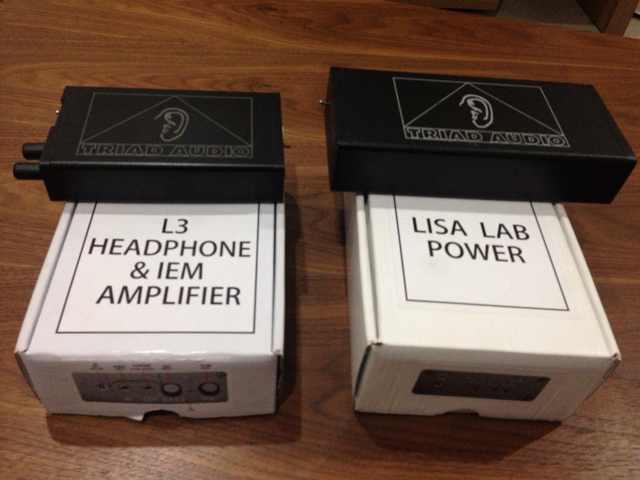 TRIAD AUDIO
TRIAD AUDIO
L3
HEADPHONE
& IEM
AMPLIFIER
LISA LAB
POWER